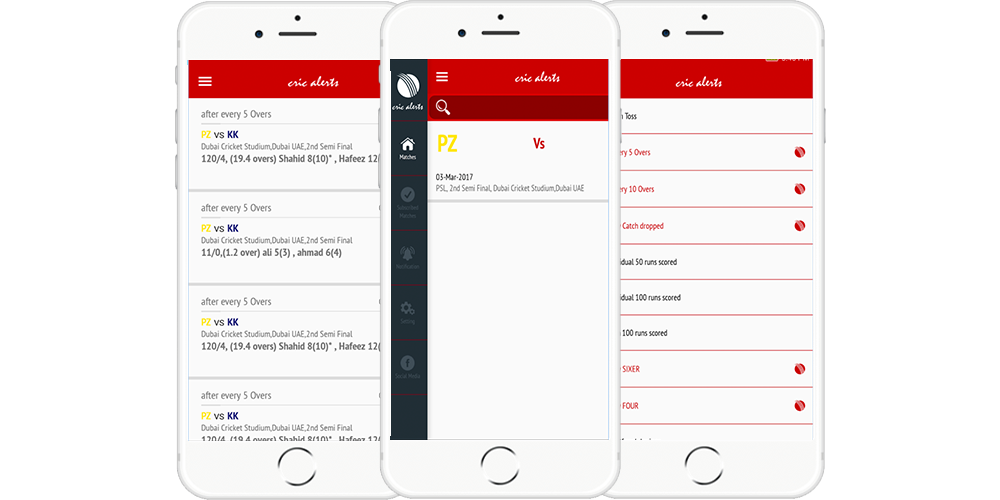 cric alerts
after every 5 Overs
PZ vs KK
Dubai Cricket Studium,Dubai UAE,2nd Semi Final
120/4, (19.4 overs) Shahid 8(10)* , Hafeez 12(
after every 5 Overs
PZ vs KK
Dubai Cricket Studium,Dubai UAE,2nd Semi Final
11/0,(1.2 over) ali 5(3) , ahmad 6(4)
after every 5 Overs
PZ vs KK
Dubai Cricket Studium,Dubai UAE,2nd Semi Final
120/4, (19.4 overs) Shahid 8(10)* , Hafeez 12(
after every 5 Overs
PZ vs KK
Dubai Cricket Studium,Dubai UAE,2nd Semi Final
120/4, (19.4 overs) Shahid 8(10)* , Hafeez 12(
cric alerts
Matches
Subscribed
Matches
Notification
Setting
Social Media
cric alerts
PZ Vs
03-Mar-2017
PSL, 2nd Semi Final, Dubai Cricket Studium,Dubai UAE
cric alerts
Toss
ry 5 Overs
ry 10 Overs
Catch dropped
idual 50 runs scored
idual 100 runs scored
100 runs scored
SIXER
FOUR